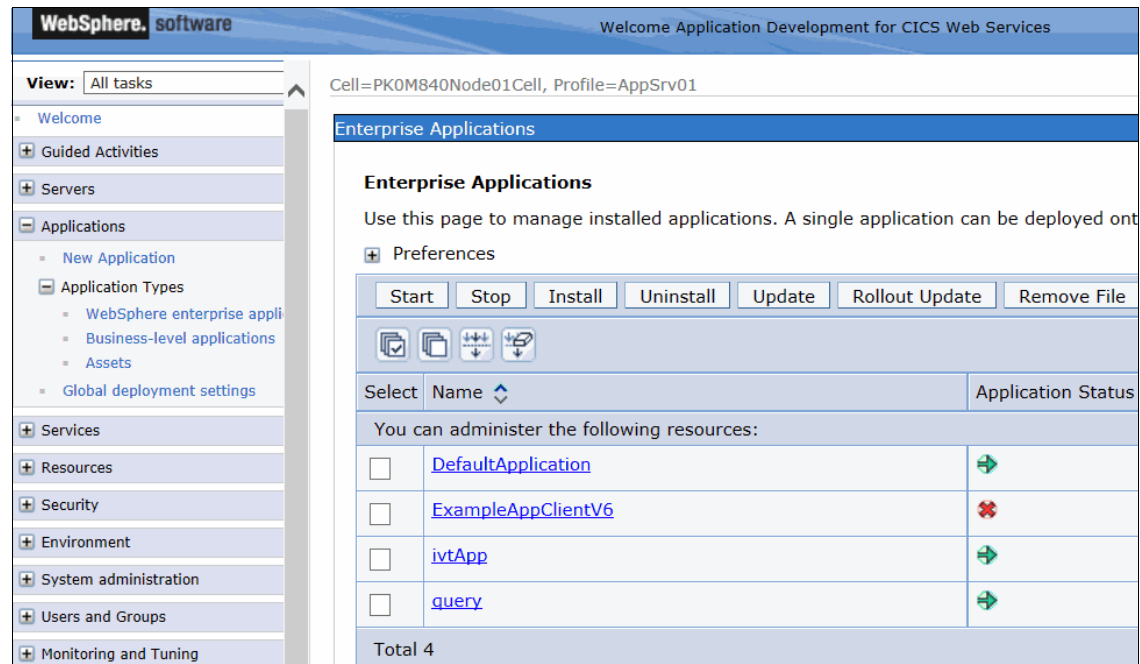 WebSphere. software
Welcome Application Development for CICS Web Services
View: All tasks
Welcome
Guided Activities
Servers
Applications
New Application
Application Types
WebSphere enterprise appli
Business-level applications
Assets
Global deployment settings
Services
Resources
Security
Environment
System administration
Users and Groups
Monitoring and Tuning
Cell=PK0M840Node01Cell, Profile=AppSrv01
Enterprise Applications
Enterprise Applications
Use this page to manage installed applications. A single application can be deployed ont
Preferences
Start Stop Install Uninstall Update Rollout Update Remove File
Select Name Application Status
You can administer the following resources:
DefaultApplication
ExampleAppClientV6
ivtApp
query
Total 4